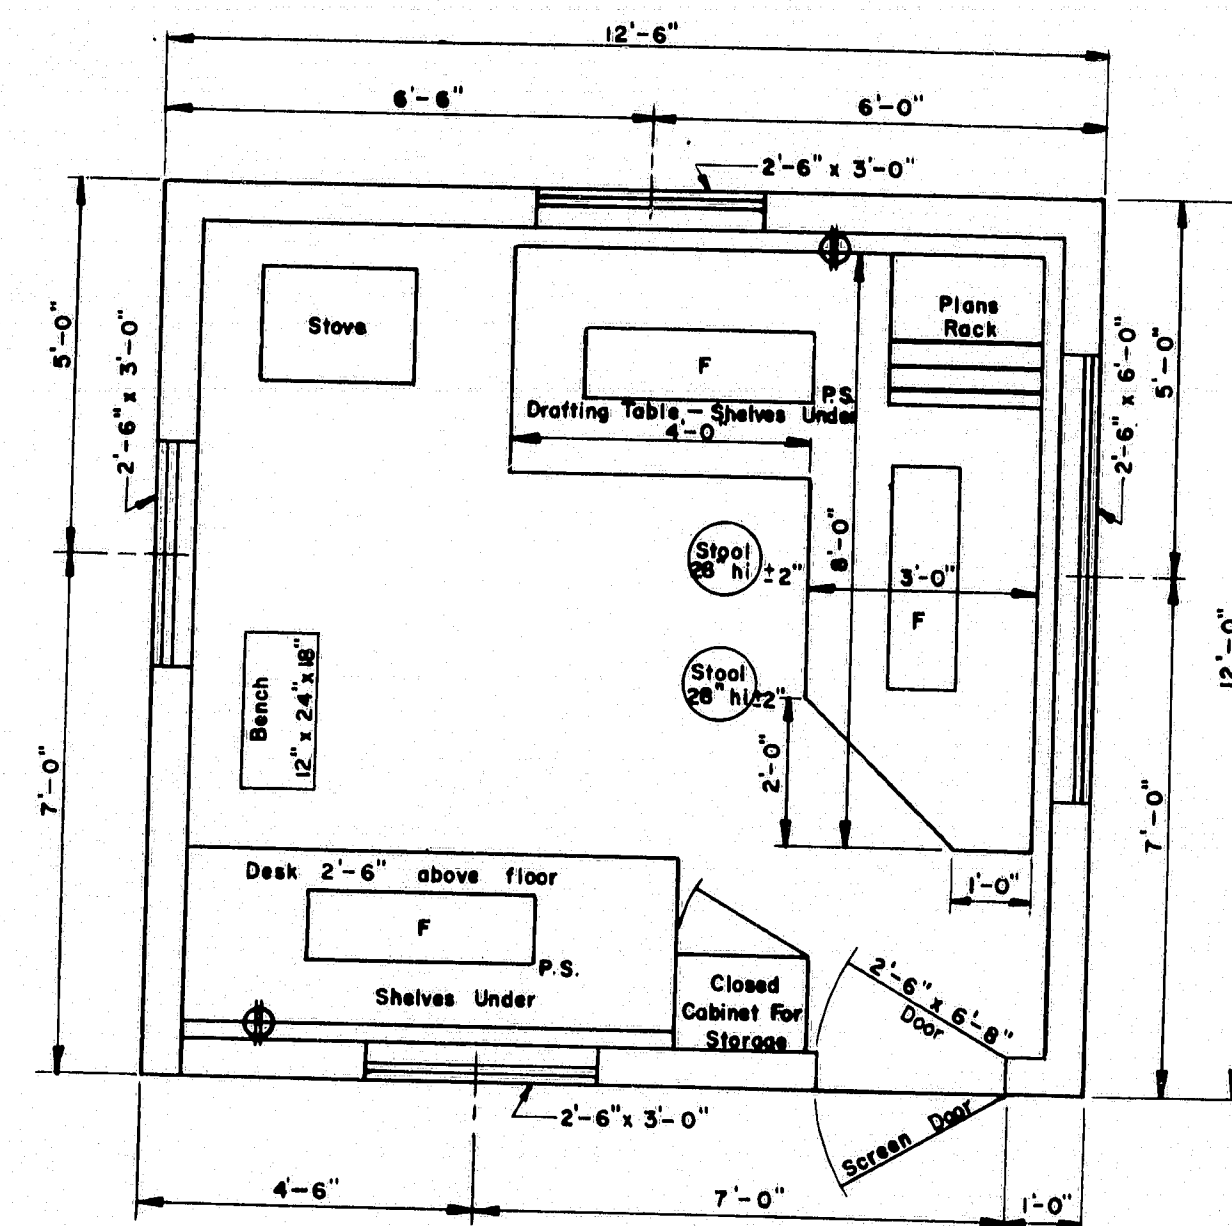 12'-6"
6'-6"
6'-0"
2'-6" x 3'-0"
5'-0"
2'-6" x 3'-0"
Stove
F
P.S.
Drafting Table - Shelves Under
4'-0"
Plans
Rack
2'-6" x 6'-0"
5'-0"
8'-0"
Stool
28" hi ±2"
3'-0"
F
12'-0"
Stool
28" hi ±2"
Bench
12" x 24" x 18"
2'-0"
7'-0"
7'-0"
1'-0"
Desk 2'-6" above floor
F
P.S.
Shelves Under
Closed
Cabinet For
Storage
2'-6" x 6'-8"
Door
Screen Door
2'-6" x 3'-0"
4'-6"
7'-0"
1'-0"